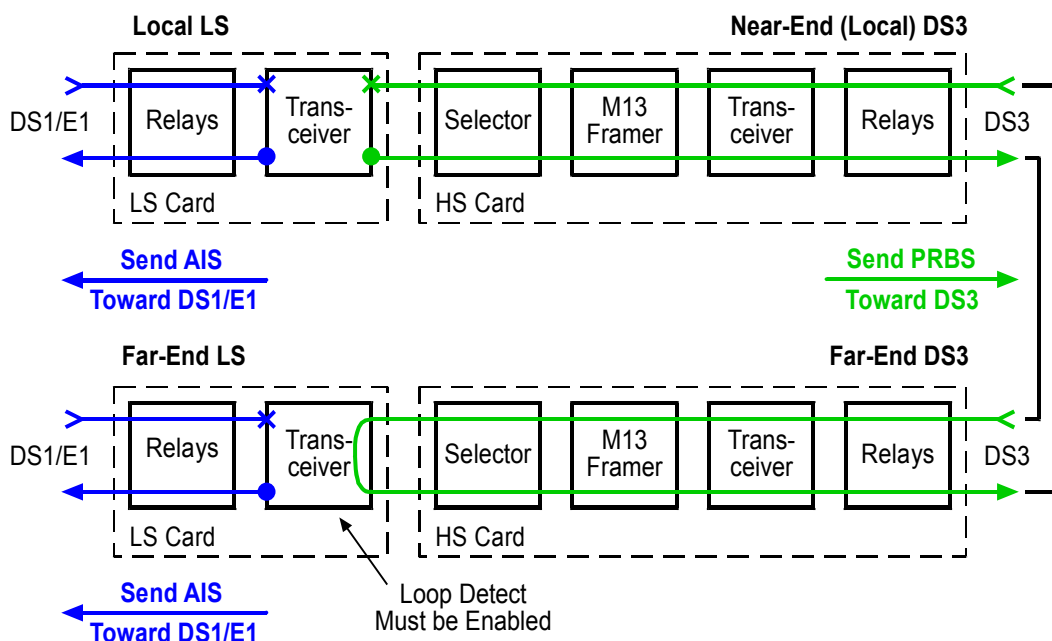 Local LS
Near-End (Local) DS3
DS1/E1
Relays
Trans-
ceiver
Selector
M13
Framer
Trans-
ceiver
Relays
DS3
LS Card
HS Card
Send AIS
Toward DS1/E1
Send PRBS
Toward DS3
Far-End LS
Far-End DS3
DS1/E1
Relays
Trans-
ceiver
Selector
M13
Framer
Trans-
ceiver
Relays
DS3
LS Card
HS Card
Send AIS
Toward DS1/E1
Loop Detect
Must be Enabled